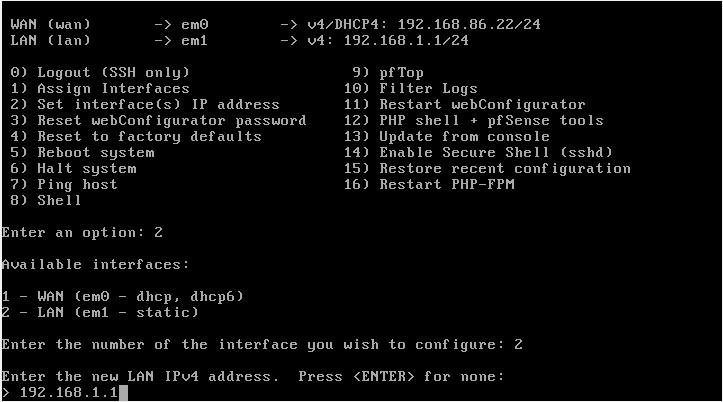 WAN (wan) -> em0 -> v4/DHCP4: 192.168.86.22/24
LAN (lan) -> em1 -> v4: 192.168.1.1/24
0) Logout (SSH only) 9) pfTop
1) Assign Interfaces 10) Filter Logs
2) Set interface(s) IP address 11) Restart webConfigurator
3) Reset webConfigurator password 12) PHP shell + pfSense tools
4) Reset to factory defaults 13) Update from console
5) Reboot system 14) Enable Secure Shell (sshd)
6) Halt system 15) Restore recent configuration
7) Ping host 16) Restart PHP-FPM
8) Shell
Enter an option: 2
Available interfaces:
1 - WAN (em0 - dhcp, dhcp6)
2 - LAN (em1 - static)
Enter the number of the interface you wish to configure: 2
Enter the new LAN IPv4 address.  Press <ENTER> for none:
> 192.168.1.1